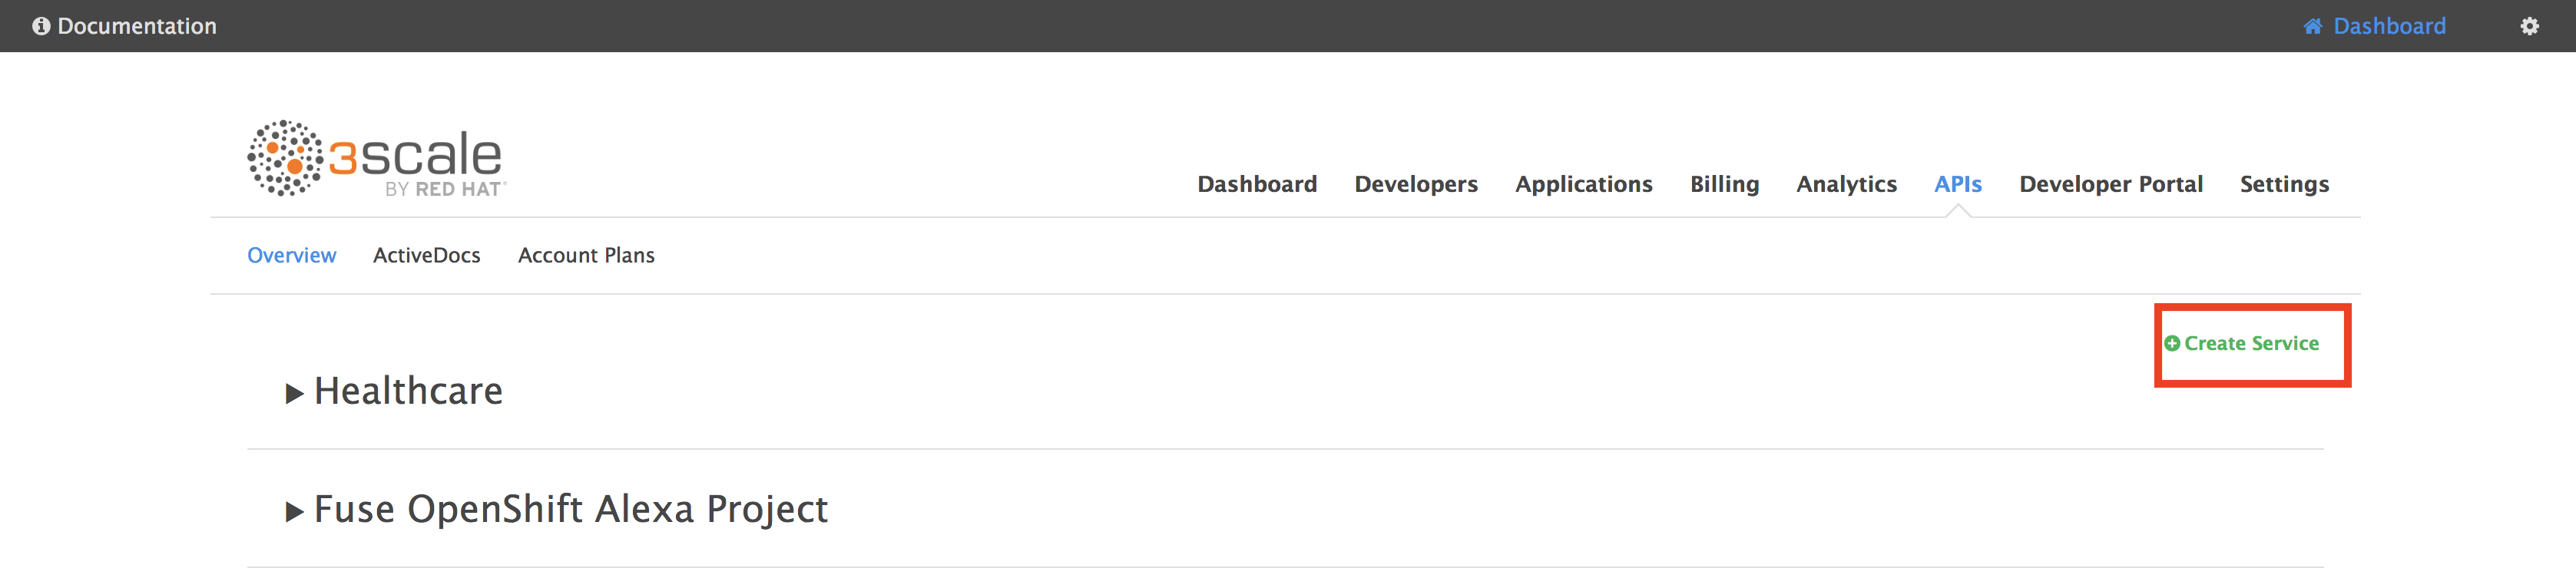 Documentation
Dashboard
3scale
BY RED HAT®
Dashboard Developers Applications Billing Analytics APIs Developer Portal Settings
Overview ActiveDocs Account Plans
Create Service
Healthcare
Fuse OpenShift Alexa Project